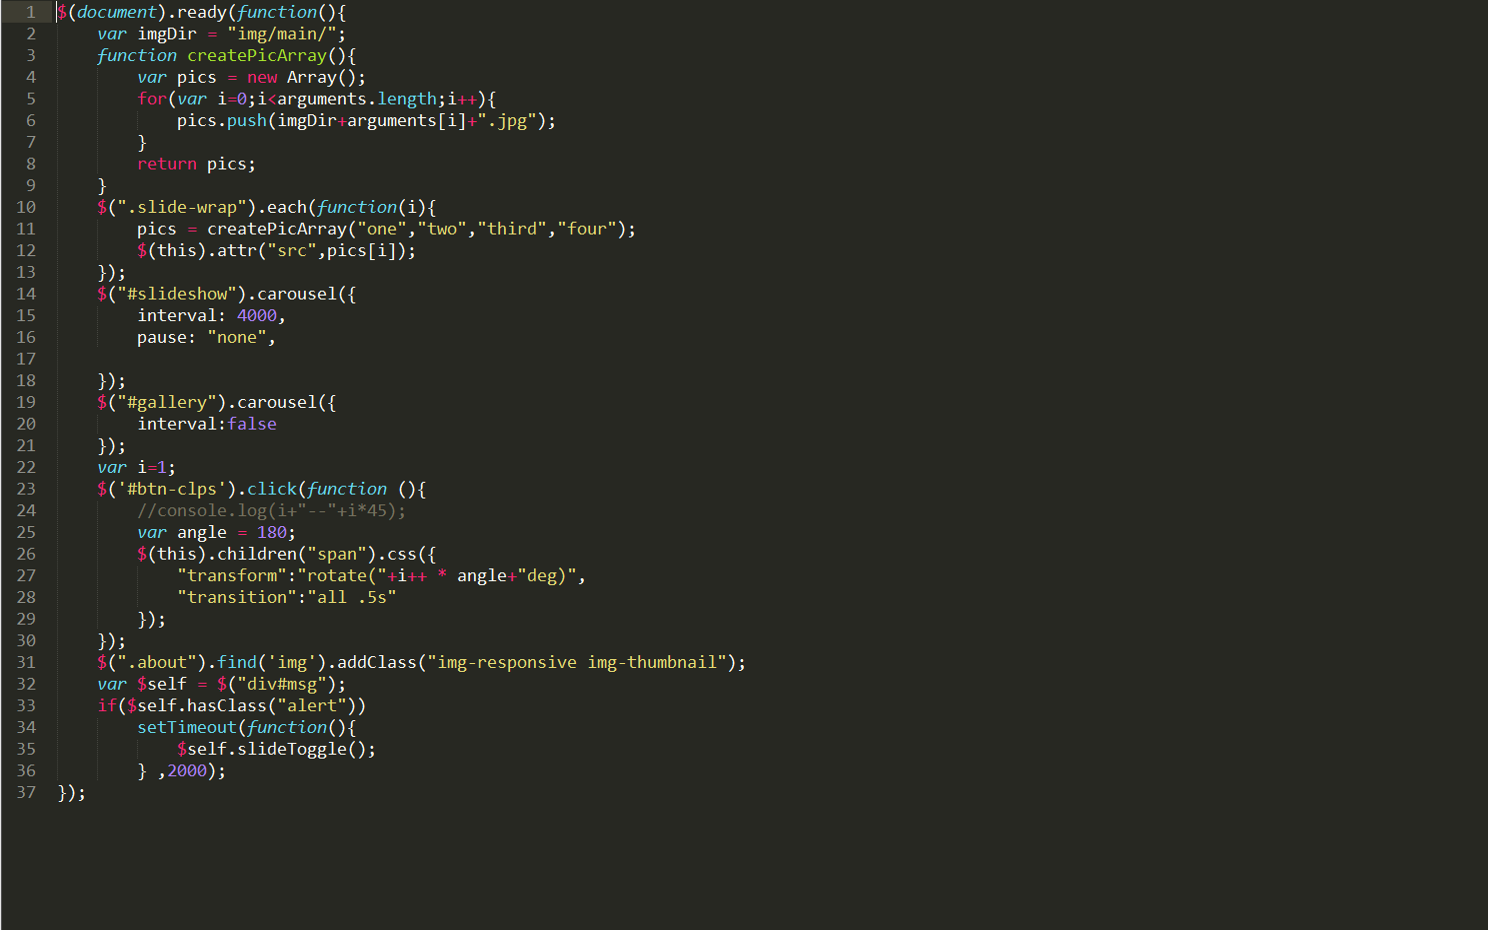 1 $(document).ready(function(){
2     var imgDir = "img/main/";
3     function createPicArray(){
4         var pics = new Array();
5         for(var i=0;i<arguments.length;i++){
6             pics.push(imgDir+arguments[i]+".jpg");
7         }
8         return pics;
9     }
10     $(".slide-wrap").each(function(i){
11         pics = createPicArray("one","two","third","four");
12         $(this).attr("src",pics[i]);
13     });
14     $("#slideshow").carousel({
15         interval: 4000,
16         pause: "none",
17
18     });
19     $("#gallery").carousel({
20         interval:false
21     });
22     var i=1;
23     $('#btn-clps').click(function (){
24         //console.log(i+"--"+i*45);
25         var angle = 180;
26         $(this).children("span").css({
27             "transform":"rotate("+i++ * angle+"deg)",
28             "transition":"all .5s"
29         });
30     });
31     $(".about").find('img').addClass("img-responsive img-thumbnail");
32     var $self = $("div#msg");
33     if($self.hasClass("alert"))
34         setTimeout(function(){
35             $self.slideToggle();
36         } ,2000);
37 });